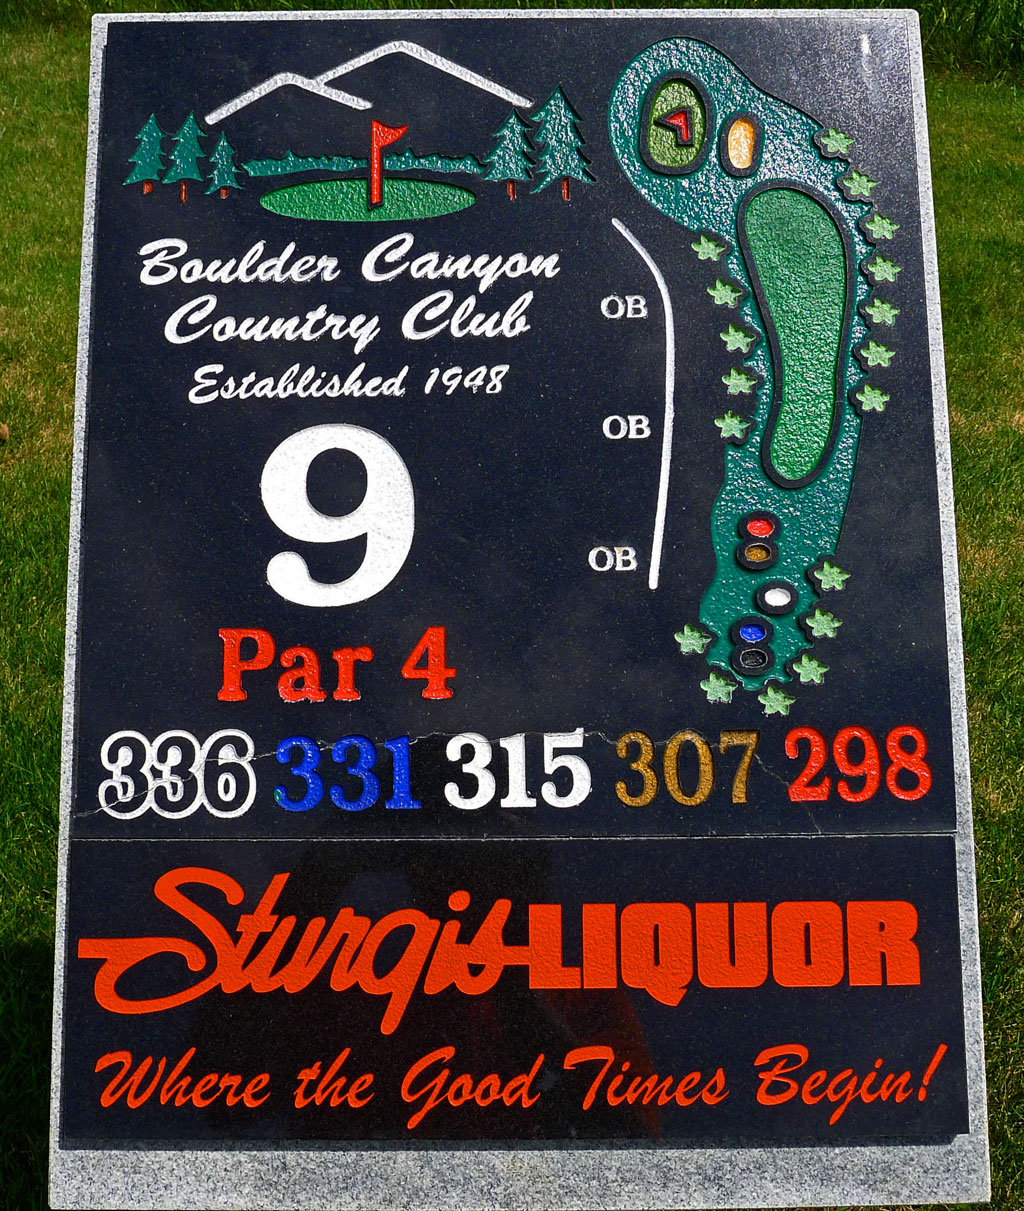 Boulder Canyon
Country Club
Established 1948
OB
OB
9
OB
Par 4
336 331 315 307 298
Sturgis LIQUOR
Where the Good Times Begin!